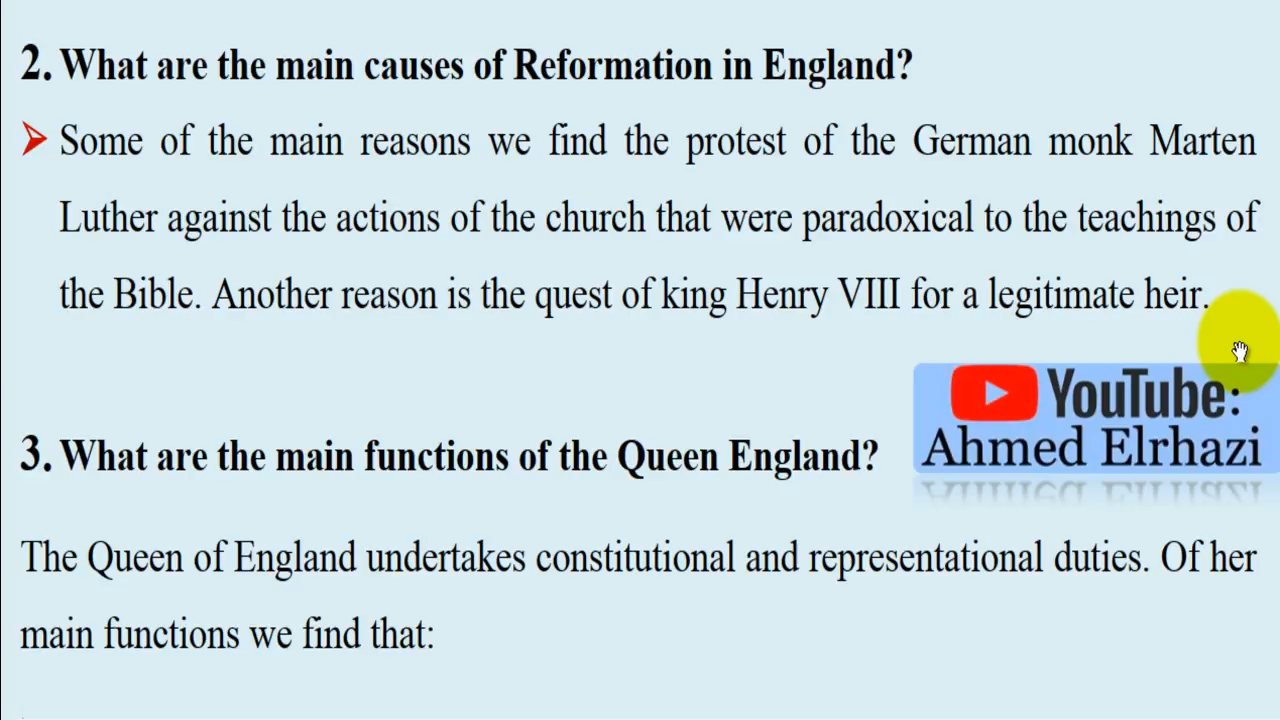 2. What are the main causes of Reformation in England?
Some of the main reasons we find the protest of the German monk Marten
Luther against the actions of the church that were paradoxical to the teachings of
the Bible. Another reason is the quest of king Henry VIII for a legitimate heir.
YouTube:
Ahmed Elrhazi
3. What are the main functions of the Queen England?
The Queen of England undertakes constitutional and representational duties. Of her
main functions we find that: